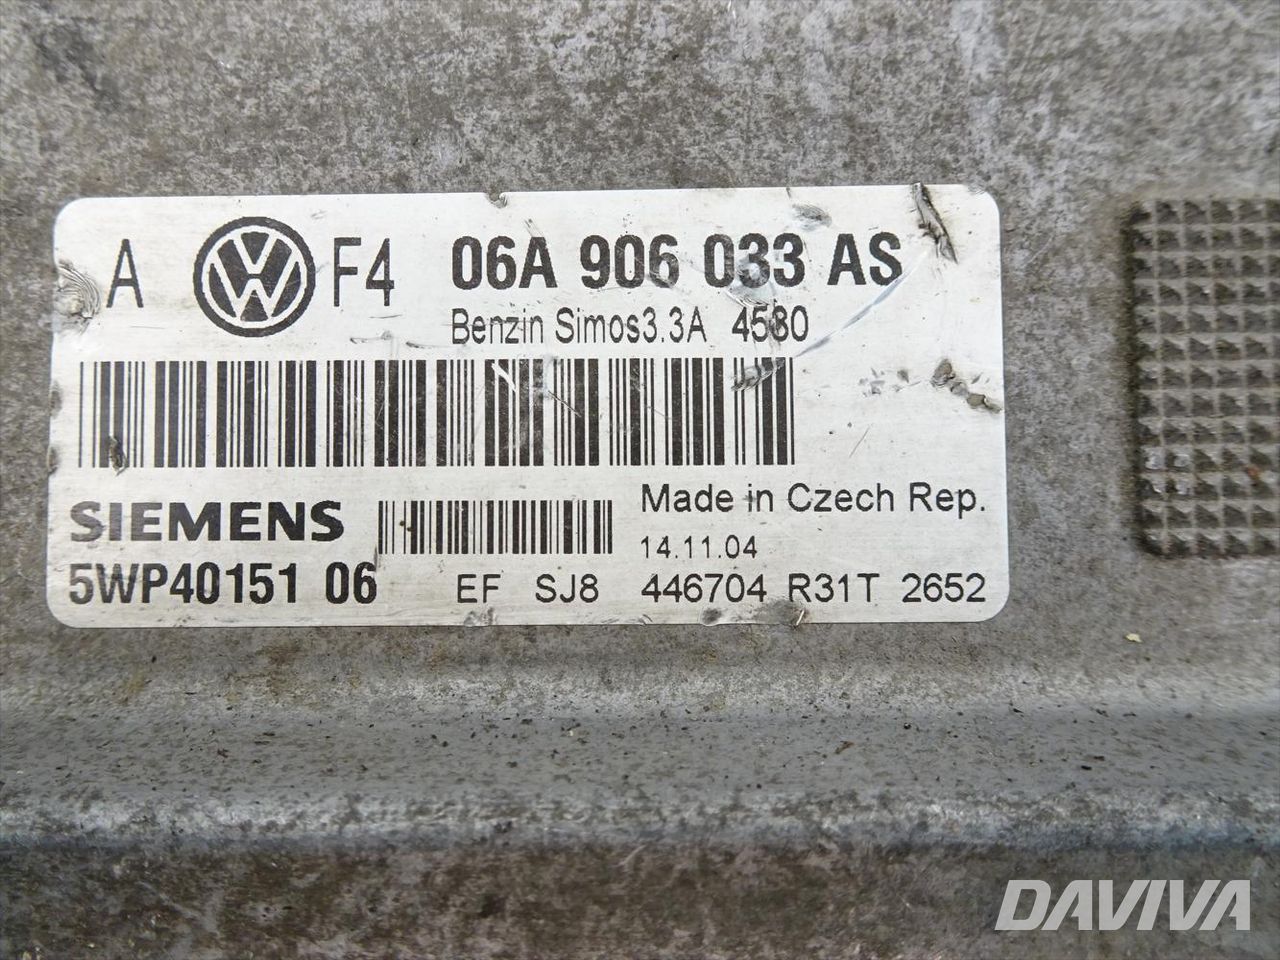 A VW F4 06A 906 033 AS
Benzin Simos3.3A 4580
SIEMENS
Made in Czech Rep.
14.11.04
5WP40151 06 EF SJ8 446704 R31T 2652
DAVIVA